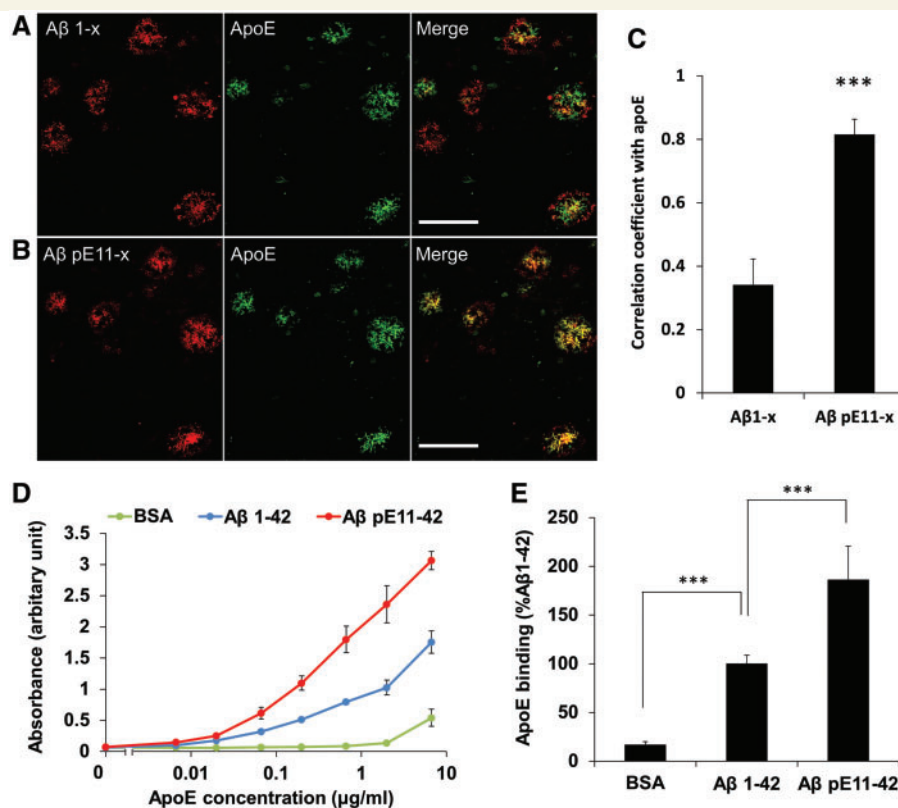 A
Aβ 1-x
ApoE
Merge
B
Aβ pE11-x
ApoE
Merge
C
Correlation coefficient with apoE
1
0.8
0.6
0.4
0.2
0
***
Aβ1-x
Aβ pE11-x
D
BSA
Aβ 1-42
Aβ pE11-42
Absorbance (arbitary unit)
3.5
3
2.5
2
1.5
1
0.5
0
0
0.01
0.1
1
10
ApoE concentration (μg/ml)
E
ApoE binding (%Aβ1-42)
250
200
150
100
50
0
***
***
BSA
Aβ 1-42
Aβ pE11-42